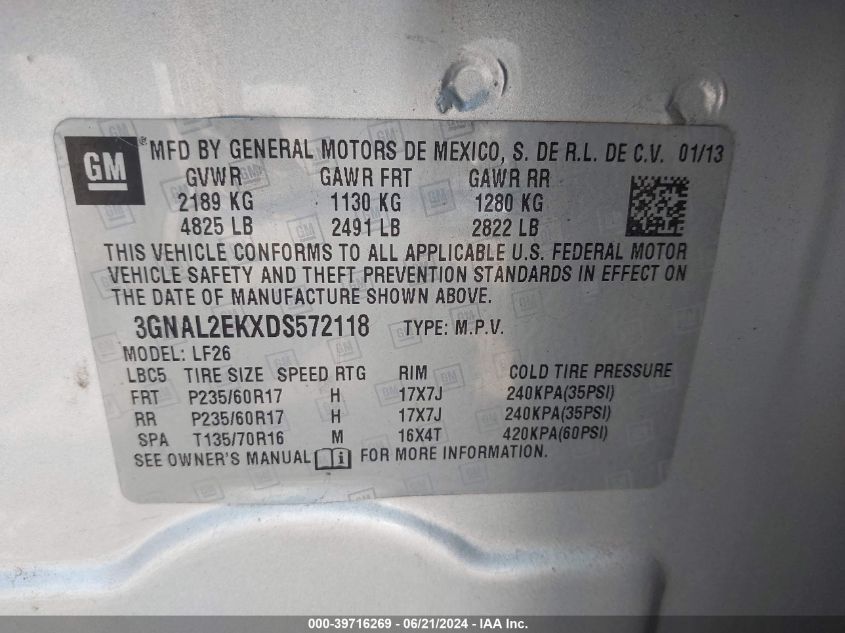 GM
MFD BY GENERAL MOTORS DE MEXICO, S. DE R.L. DE C.V. 01/13
GVWR GAWR FRT GAWR RR
2189 KG 1130 KG 1280 KG
4825 LB 2491 LB 2822 LB
THIS VEHICLE CONFORMS TO ALL APPLICABLE U.S. FEDERAL MOTOR
VEHICLE SAFETY AND THEFT PREVENTION STANDARDS IN EFFECT ON
THE DATE OF MANUFACTURE SHOWN ABOVE.
3GNAL2EKXDS572118 TYPE: M.P.V.
MODEL: LF26
LBC5 TIRE SIZE SPEED RTG RIM COLD TIRE PRESSURE
FRT P235/60R17 H 17X7J 240KPA(35PSI)
RR P235/60R17 H 17X7J 240KPA(35PSI)
SPA T135/70R16 M 16X4T 420KPA(60PSI)
SEE OWNER'S MANUAL i FOR MORE INFORMATION.
000-39716269 - 06/21/2024 - IAA Inc.